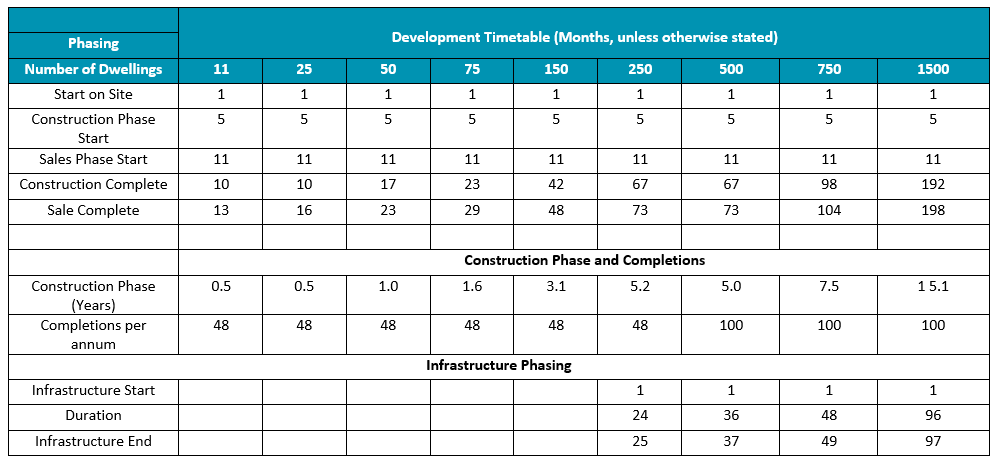 Development Timetable (Months, unless otherwise stated)
Phasing
Number of Dwellings 11 25 50 75 150 250 500 750 1500
Start on Site 1 1 1 1 1 1 1 1 1
Construction Phase Start 5 5 5 5 5 5 5 5 5
Sales Phase Start 11 11 11 11 11 11 11 11 11
Construction Complete 10 10 17 23 42 67 67 98 192
Sale Complete 13 16 23 29 48 73 73 104 198
Construction Phase and Completions
Construction Phase (Years) 0.5 0.5 1.0 1.6 3.1 5.2 5.0 7.5 1 5.1
Completions per annum 48 48 48 48 48 48 100 100 100
Infrastructure Phasing
Infrastructure Start 1 1 1 1
Duration 24 36 48 96
Infrastructure End 25 37 49 97